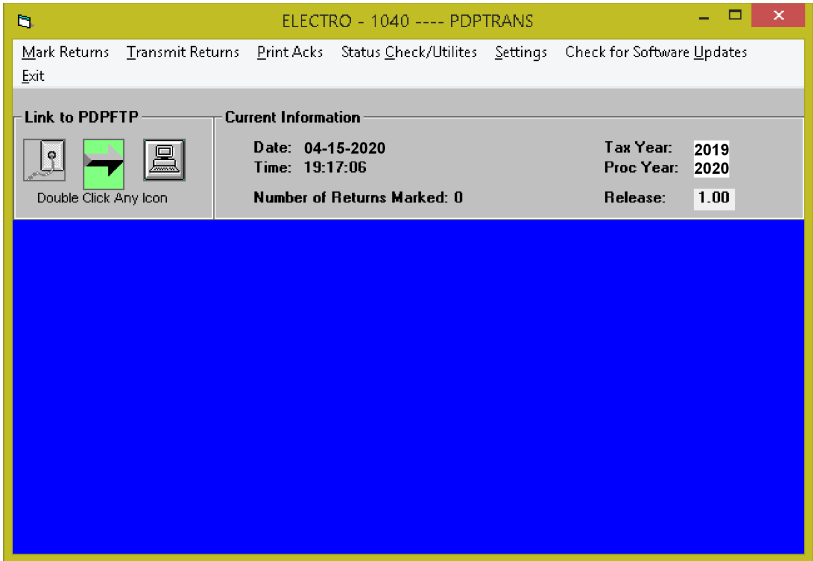 ELECTRO - 1040 ---- PDPTRANS
Mark Returns Transmit Returns Print Acks Status Check/Utilites Settings Check for Software Updates
Exit
Link to PDPFTP
Double Click Any Icon
Current Information
Date: 04-15-2020
Time: 19:17:06
Number of Returns Marked: 0
Tax Year: 2019
Proc Year: 2020
Release: 1.00